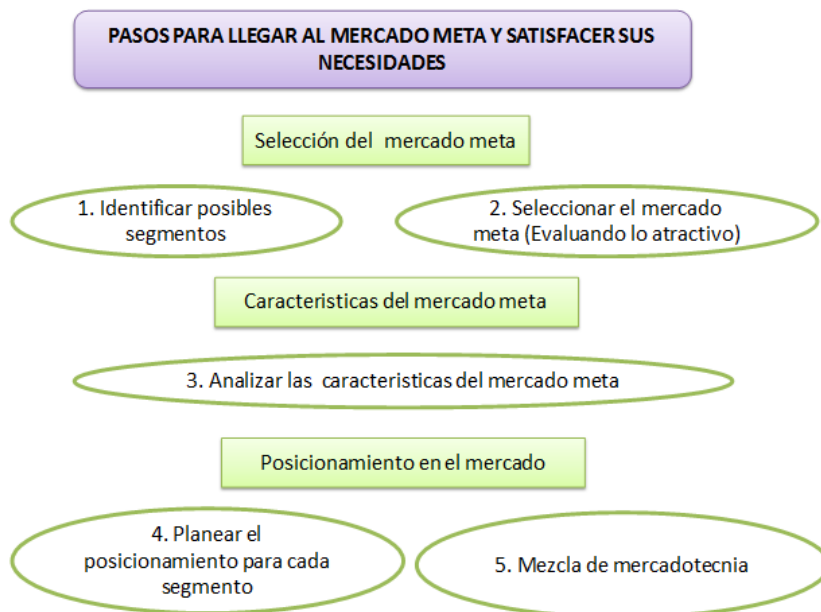 PASOS PARA LLEGAR AL MERCADO META Y SATISFACER SUS
NECESIDADES
Selección del mercado meta
1. Identificar posibles
segmentos
2. Seleccionar el mercado
meta (Evaluando lo atractivo)
Caracteristicas del mercado meta
3. Analizar las caracteristicas del mercado meta
Posicionamiento en el mercado
4. Planear el
posicionamiento para cada
segmento
5. Mezcla de mercadotecnia